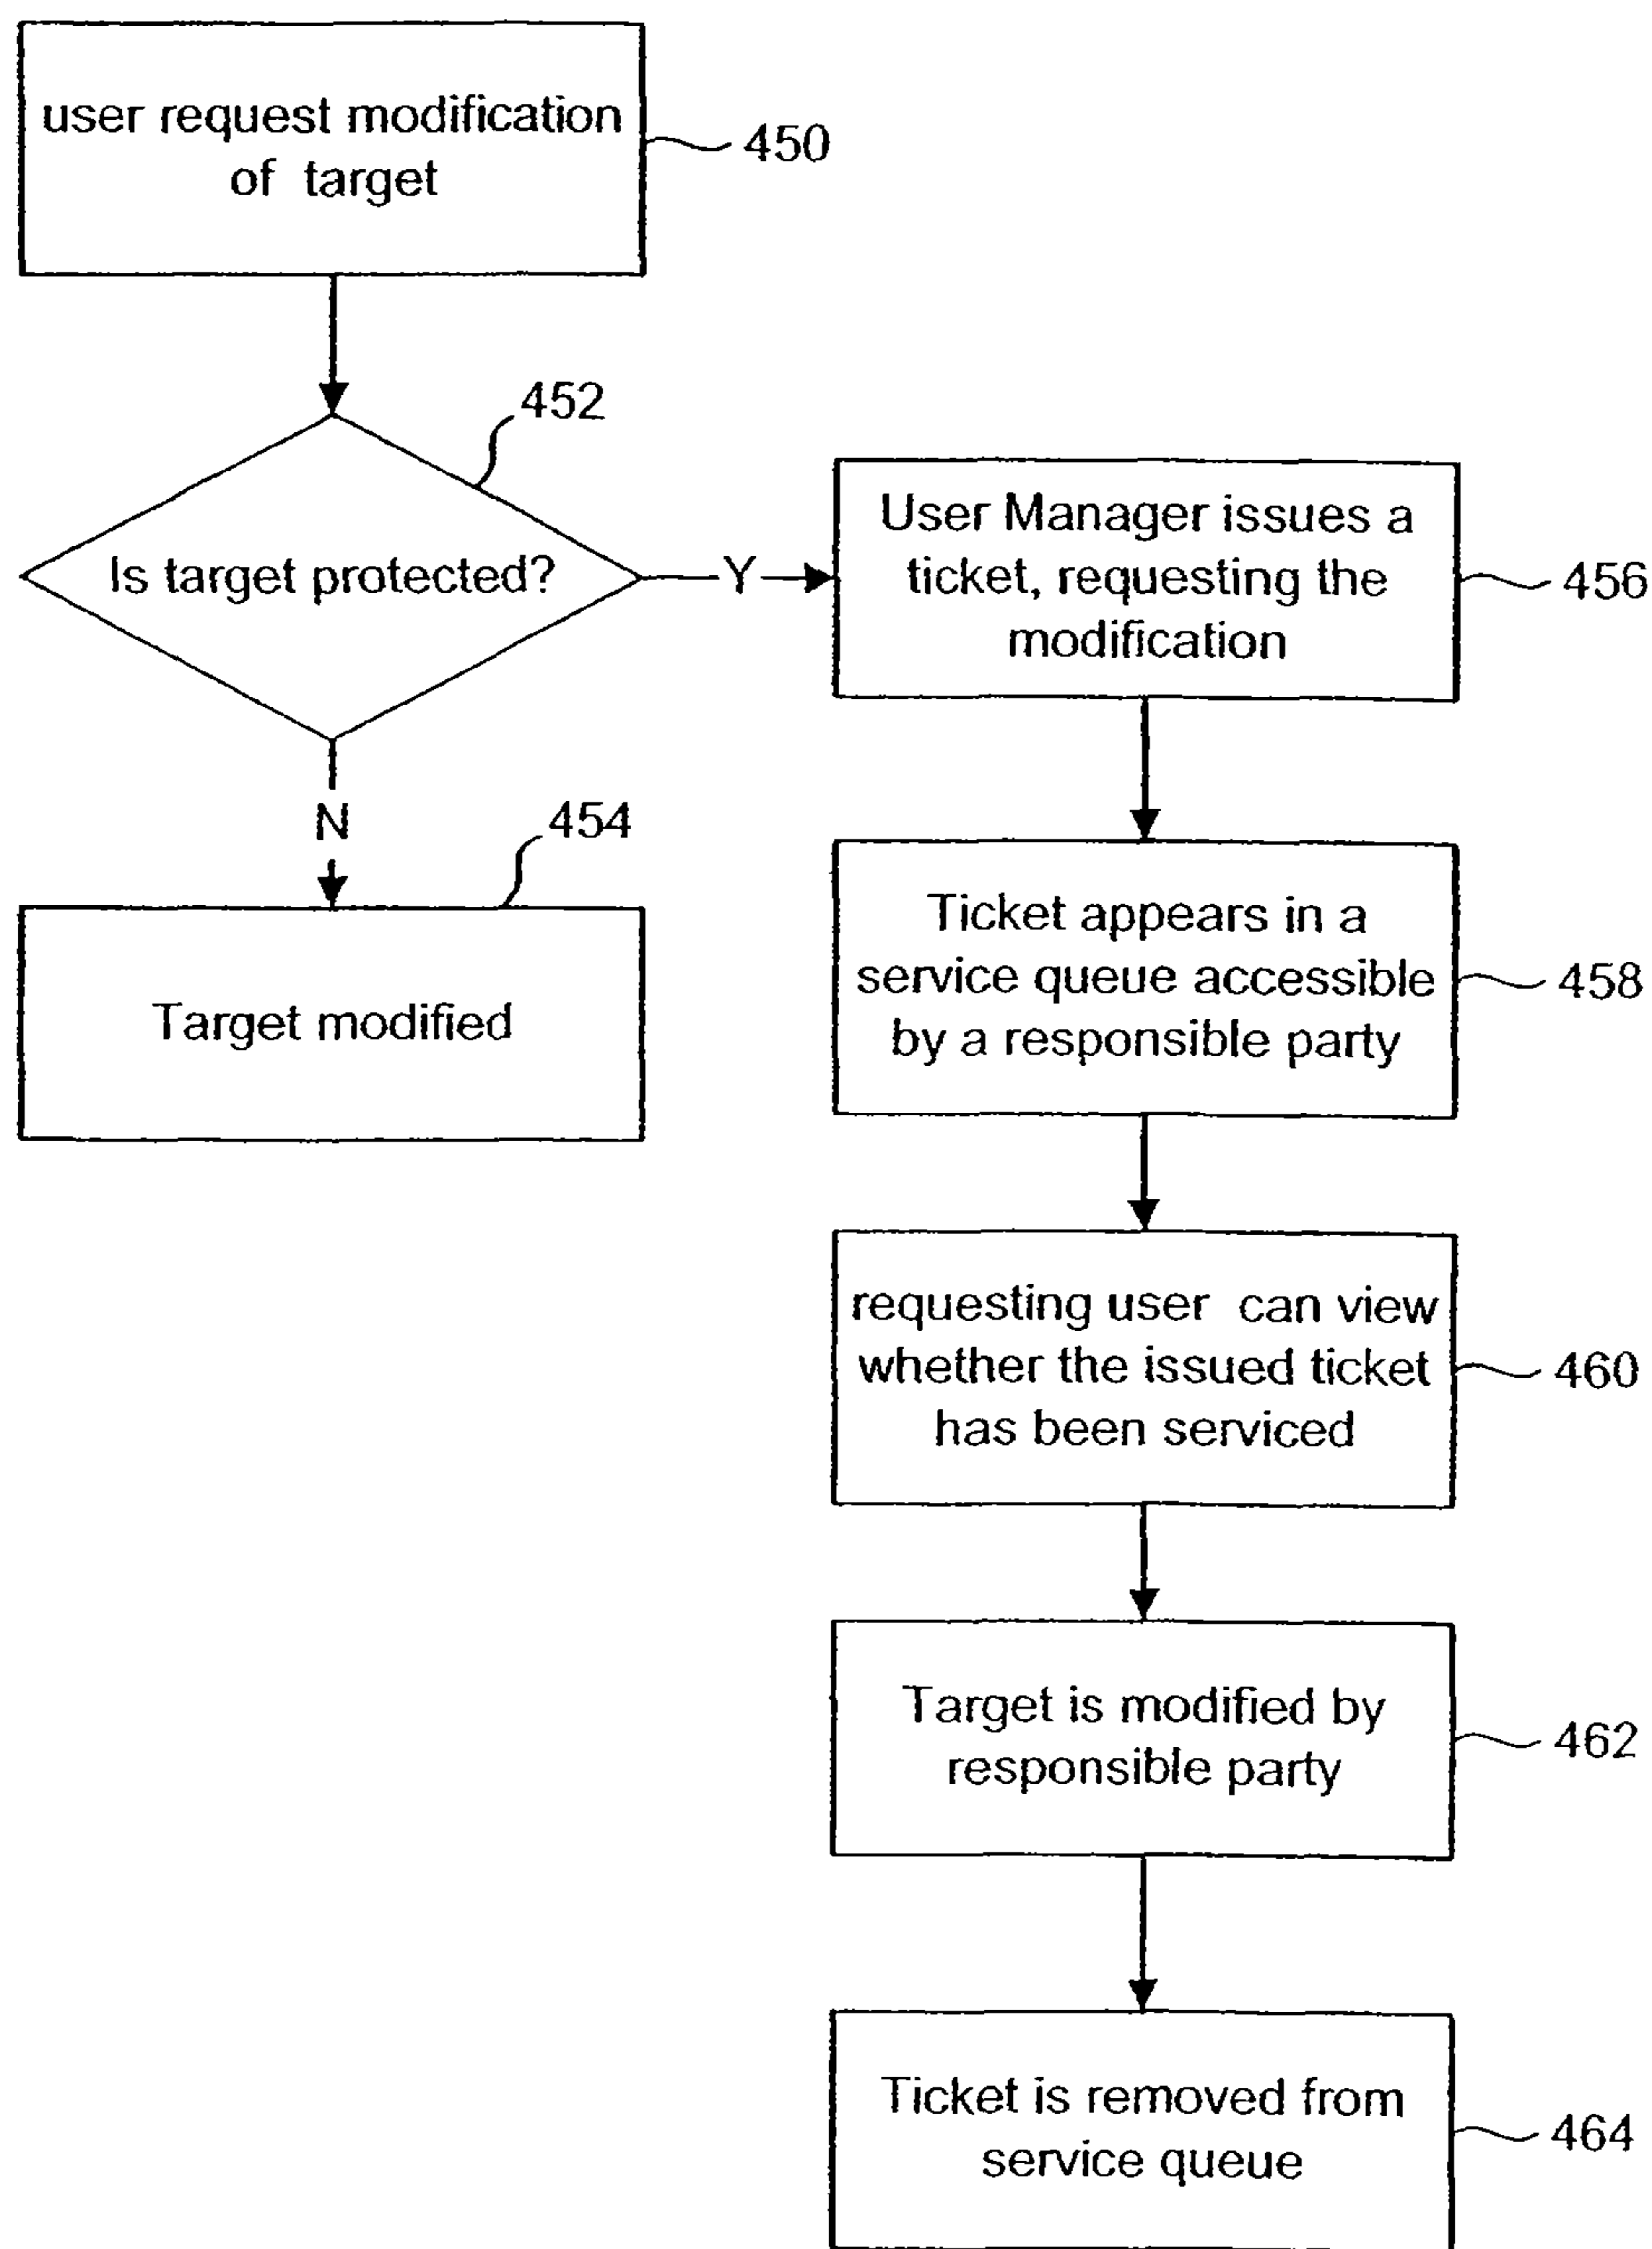 user request modification
of target
450
452
Is target protected?
Y
N
454
Target modified
User Manager issues a
ticket, requesting the
modification
456
Ticket appears in a
service queue accessible
by a responsible party
458
requesting user can view
whether the issued ticket
has been serviced
460
Target is modified by
responsible party
462
Ticket is removed from
service queue
464